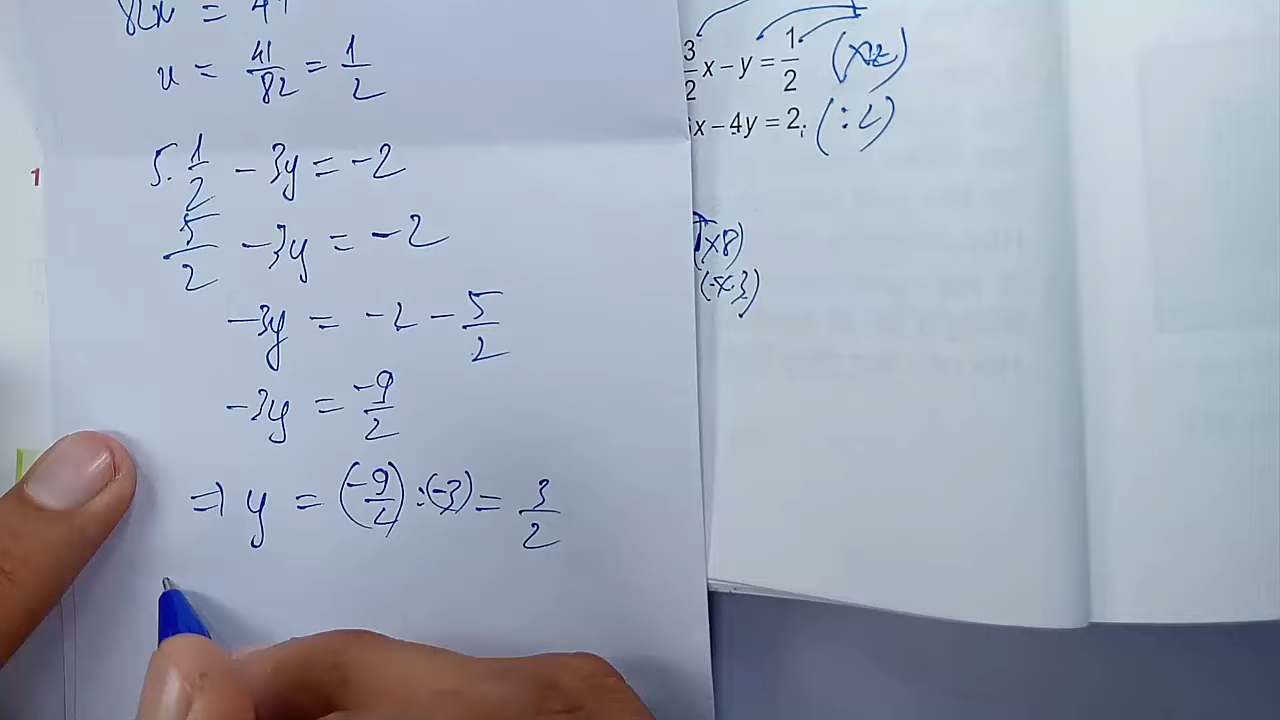 82x = 41
x = 41/82 = 1/2
5. 1/2 - 3y = -2
5/2 - 3y = -2
-3y = -2 - 5/2
-3y = -9/2
=> y = (-9/2) : (-3) = 3/2
3/2 x - y = 1/2 (x2)
x - 4y = 2. (: 2)
(x8)
(x3)
1